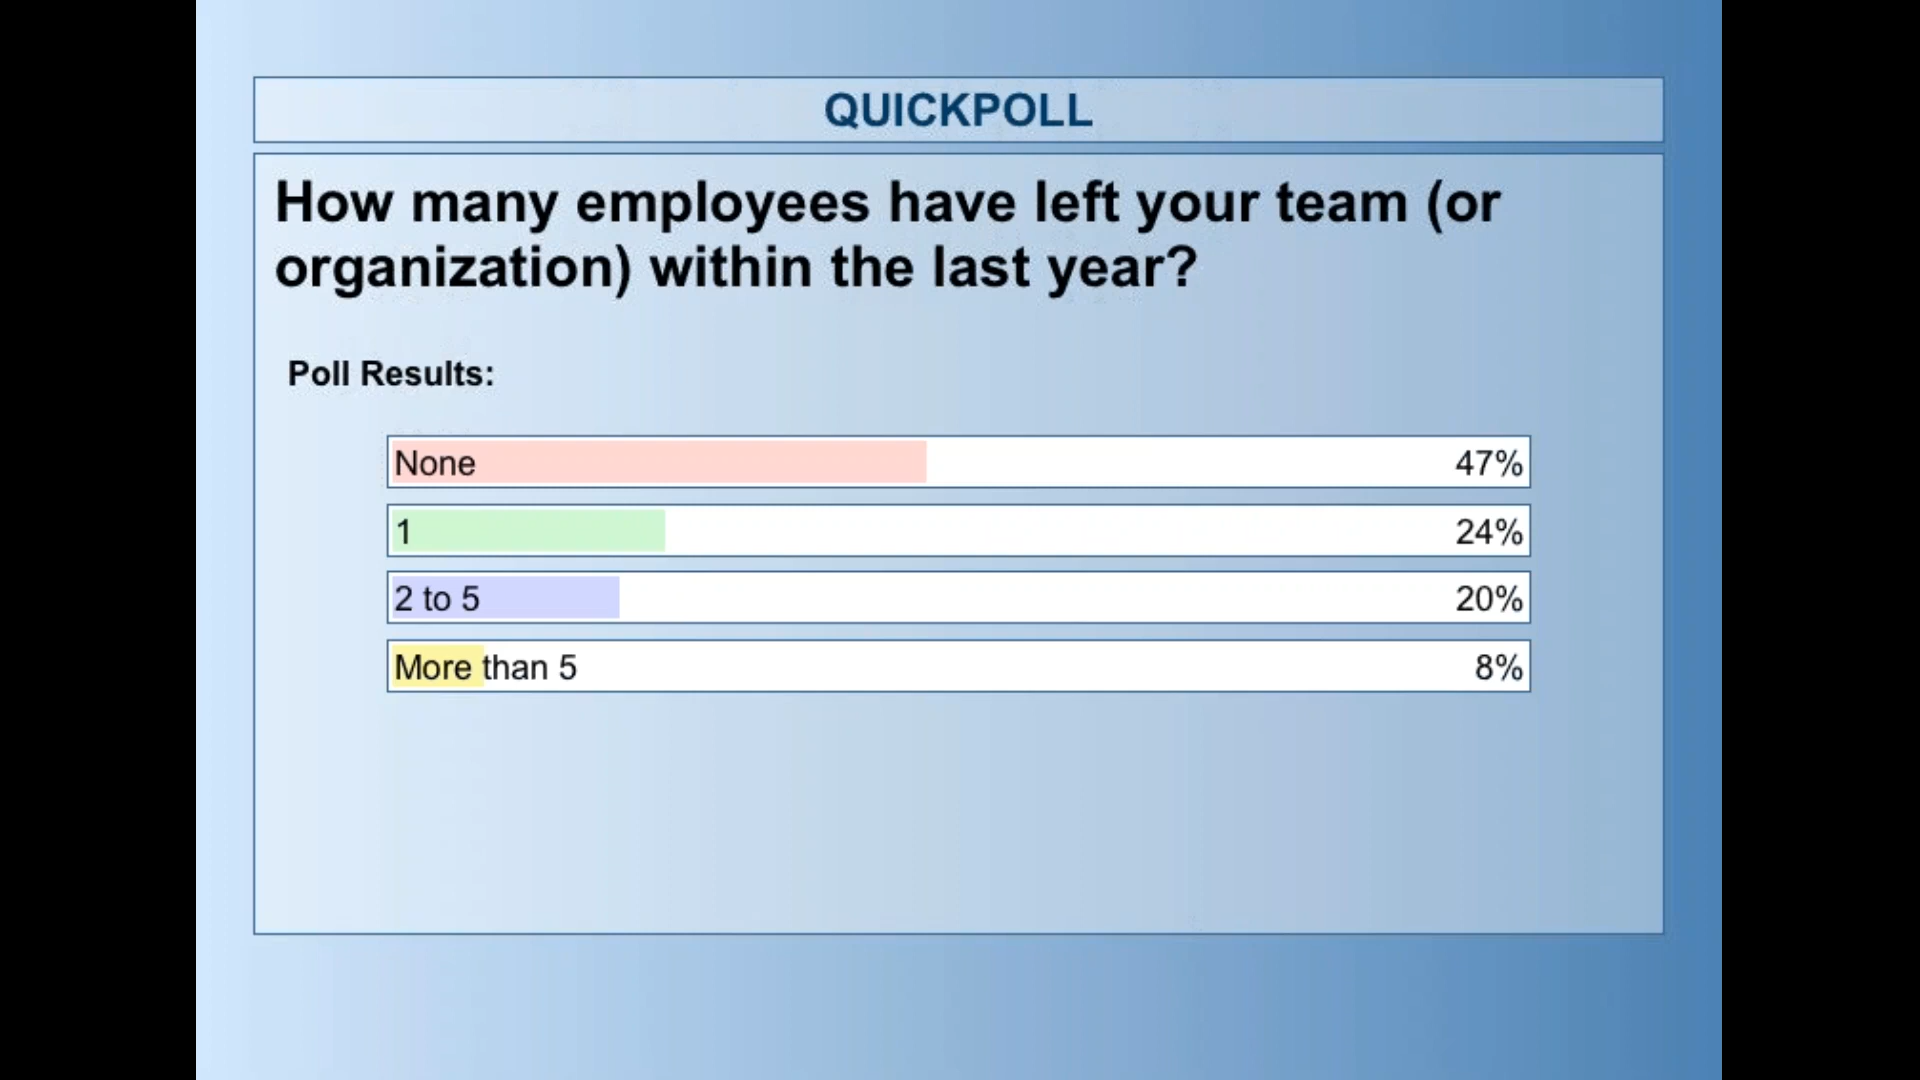 QUICKPOLL
How many employees have left your team (or
organization) within the last year?
Poll Results:
None 47%
1 24%
2 to 5 20%
More than 5 8%